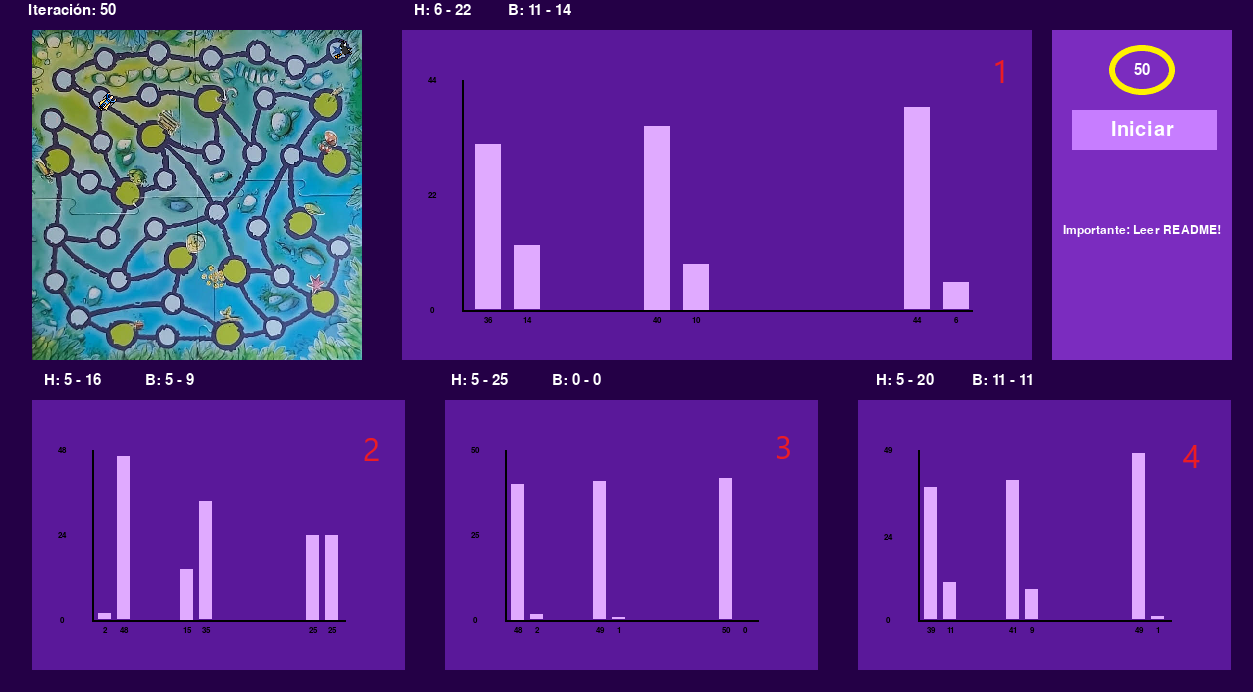 Iteración: 50
H: 6 - 22 B: 11 - 14
1
44
22
0
36 14 40 10 44 6
50
Iniciar
Importante: Leer README!
H: 5 - 16 B: 5 - 9
H: 5 - 25 B: 0 - 0
H: 5 - 20 B: 11 - 11
2
48
24
0
2 48 15 35 25 25
3
50
25
0
48 2 49 1 50 0
4
49
24
0
39 11 41 9 49 1